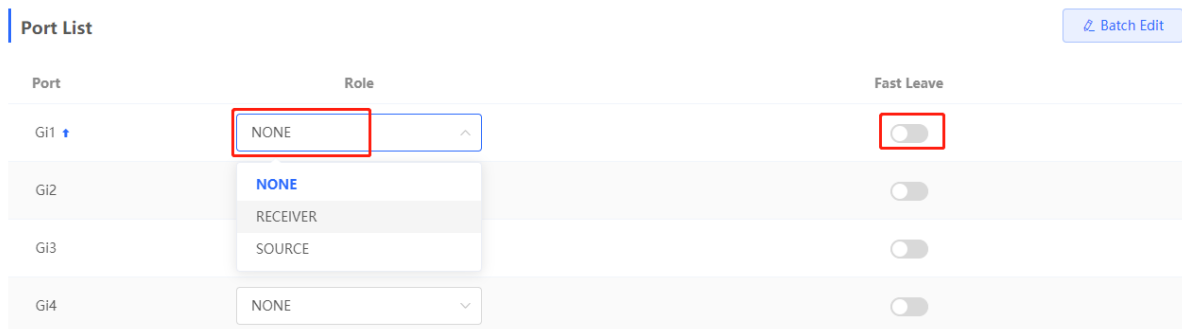 Port List
Batch Edit
Port Role Fast Leave
Gi1 NONE
NONE
Gi2
RECEIVER
SOURCE
Gi3
Gi4 NONE